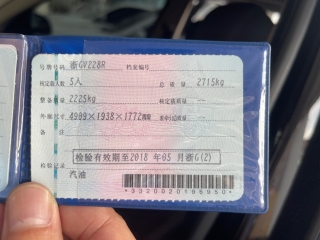 号牌号码 浙GV228R 档案编号
核定载人数 5人 总质量 2715kg
整备质量 2225kg 核定载质量 --
外廓尺寸 4999×1938×1772mm 准牵引总质量 --
备注
检验有效期至2018年05月浙G(2)
检验记录
汽油
*3320020196950*